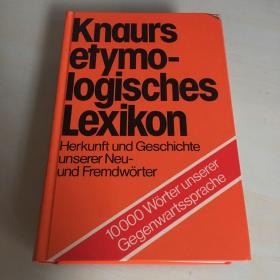 Knaurs
etymo-
logisches
Lexikon
Herkunft und Geschichte
unserer Neu-
und Fremdwörter
10000 Wörter unserer
Gegenwartssprache